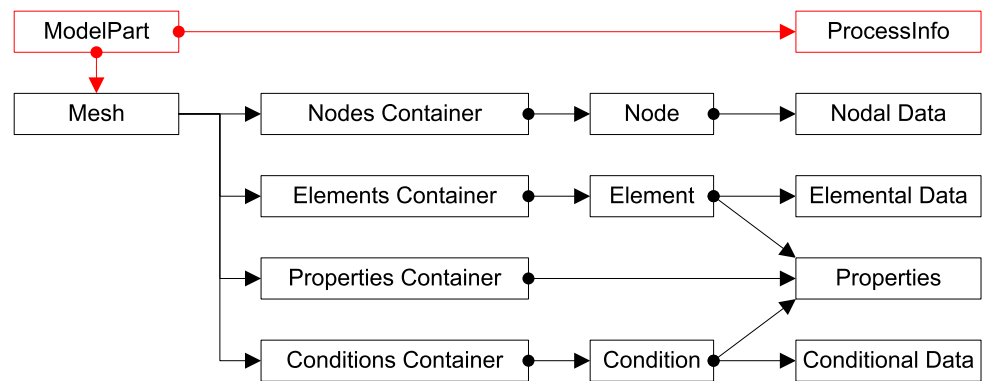 ModelPart
ProcessInfo
Mesh
Nodes Container
Node
Nodal Data
Elements Container
Element
Elemental Data
Properties Container
Properties
Conditions Container
Condition
Conditional Data